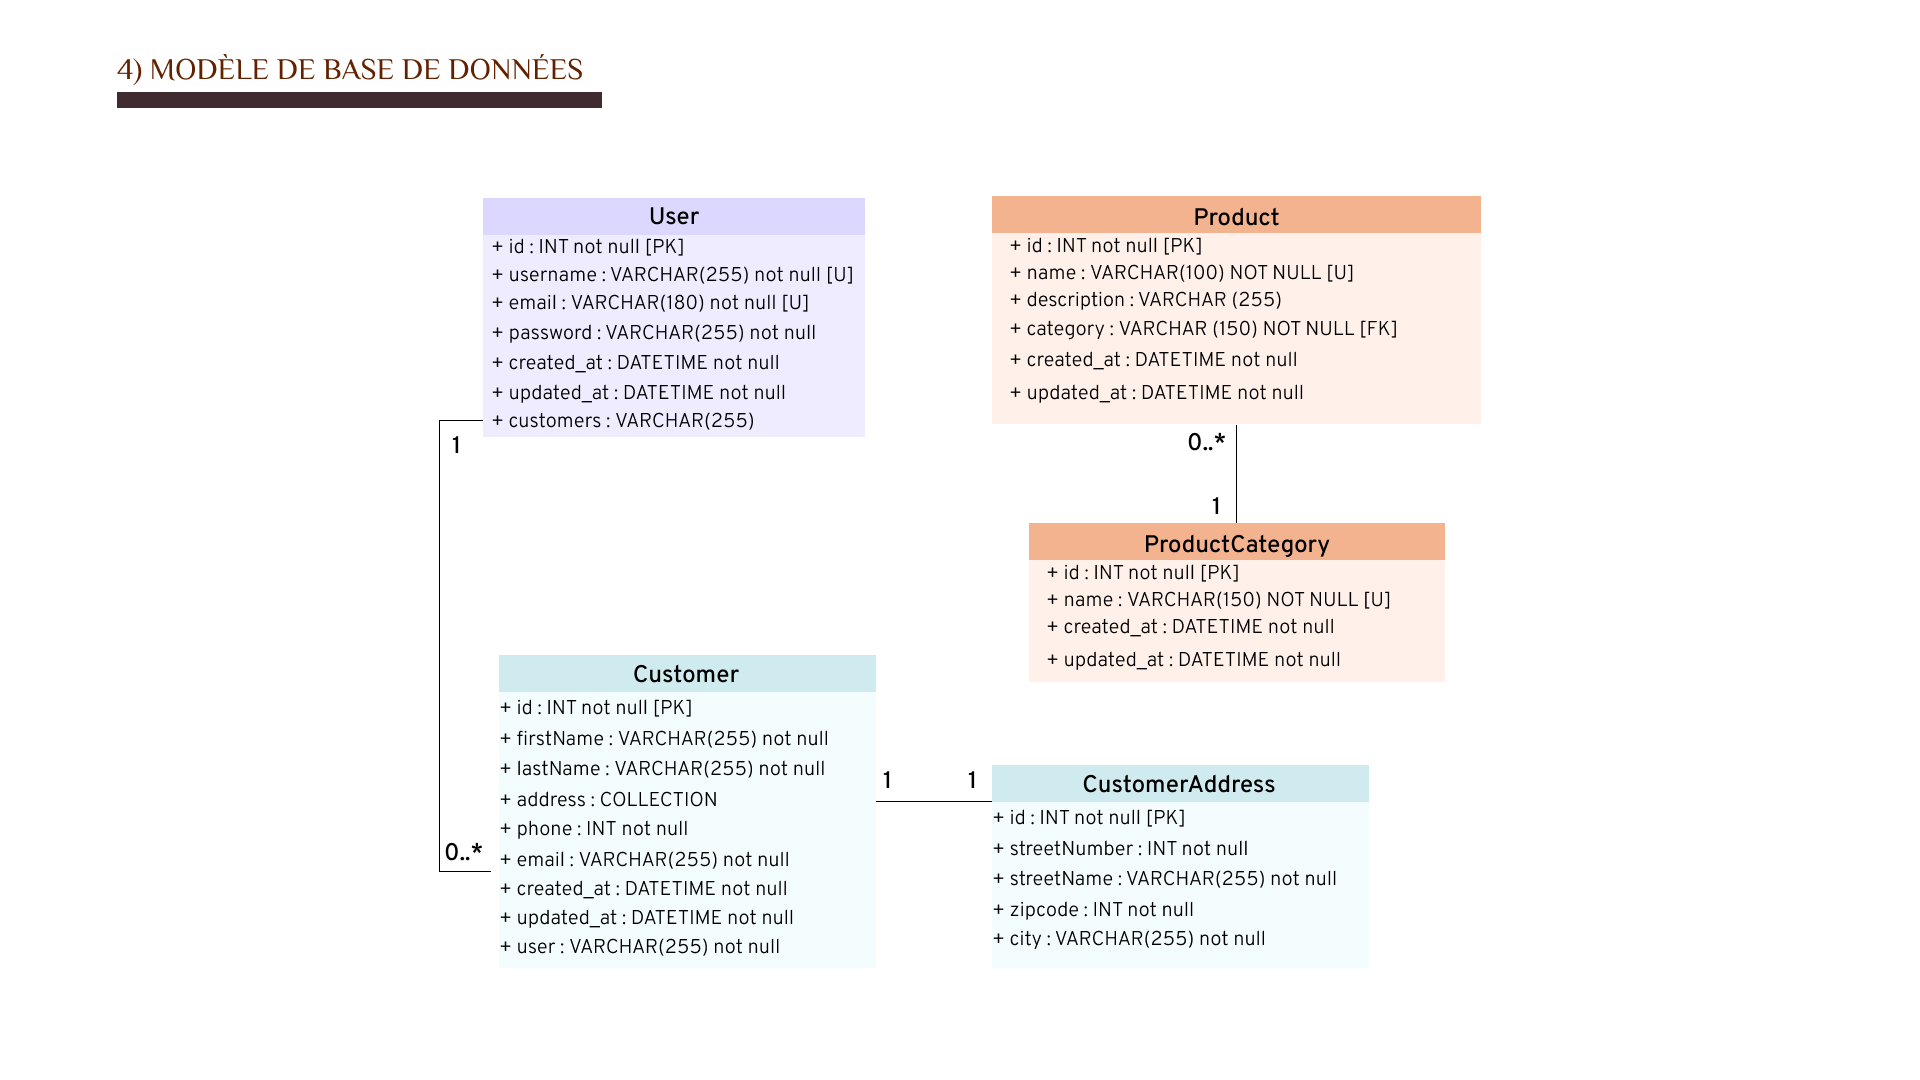 4) MODÈLE DE BASE DE DONNÉES
User
+ id : INT not null [PK]
+ username : VARCHAR(255) not null [U]
+ email : VARCHAR(180) not null [U]
+ password : VARCHAR(255) not null
+ created_at : DATETIME not null
+ updated_at : DATETIME not null
+ customers : VARCHAR(255)
1
0..*
Product
+ id : INT not null [PK]
+ name : VARCHAR(100) NOT NULL [U]
+ description : VARCHAR (255)
+ category : VARCHAR (150) NOT NULL [FK]
+ created_at : DATETIME not null
+ updated_at : DATETIME not null
0..*
1
ProductCategory
+ id : INT not null [PK]
+ name : VARCHAR(150) NOT NULL [U]
+ created_at : DATETIME not null
+ updated_at : DATETIME not null
Customer
+ id : INT not null [PK]
+ firstName : VARCHAR(255) not null
+ lastName : VARCHAR(255) not null
+ address : COLLECTION
+ phone : INT not null
+ email : VARCHAR(255) not null
+ created_at : DATETIME not null
+ updated_at : DATETIME not null
+ user : VARCHAR(255) not null
1 1
CustomerAddress
+ id : INT not null [PK]
+ streetNumber : INT not null
+ streetName : VARCHAR(255) not null
+ zipcode : INT not null
+ city : VARCHAR(255) not null